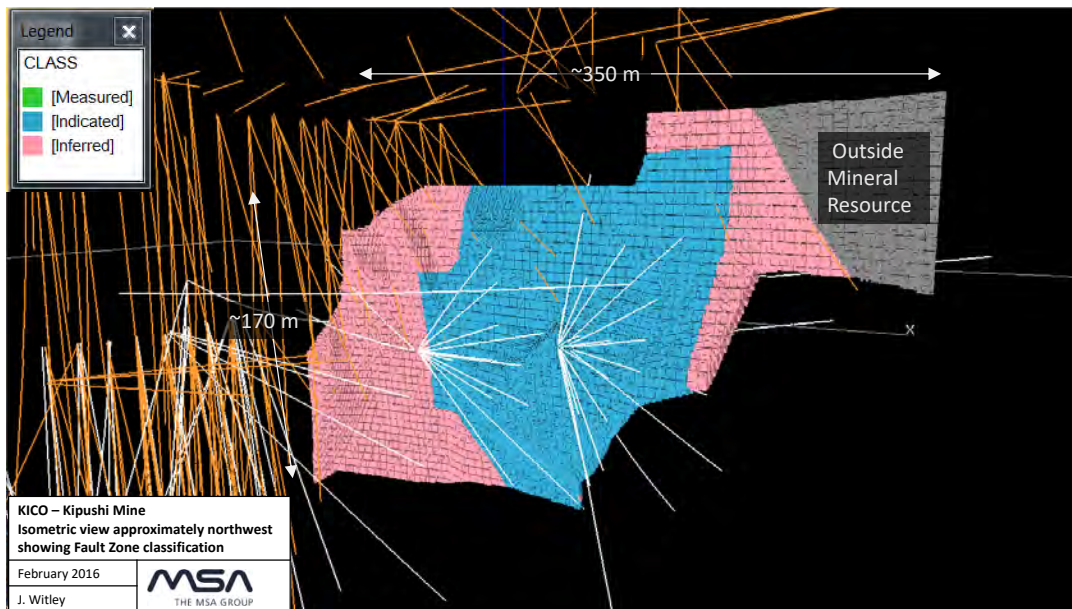 Legend
CLASS
[Measured]
[Indicated]
[Inferred]
~350 m
Outside
Mineral
Resource
~170 m
x
KICO – Kipushi Mine
Isometric view approximately northwest
showing Fault Zone classification
February 2016
J. Witley
MSA
THE MSA GROUP